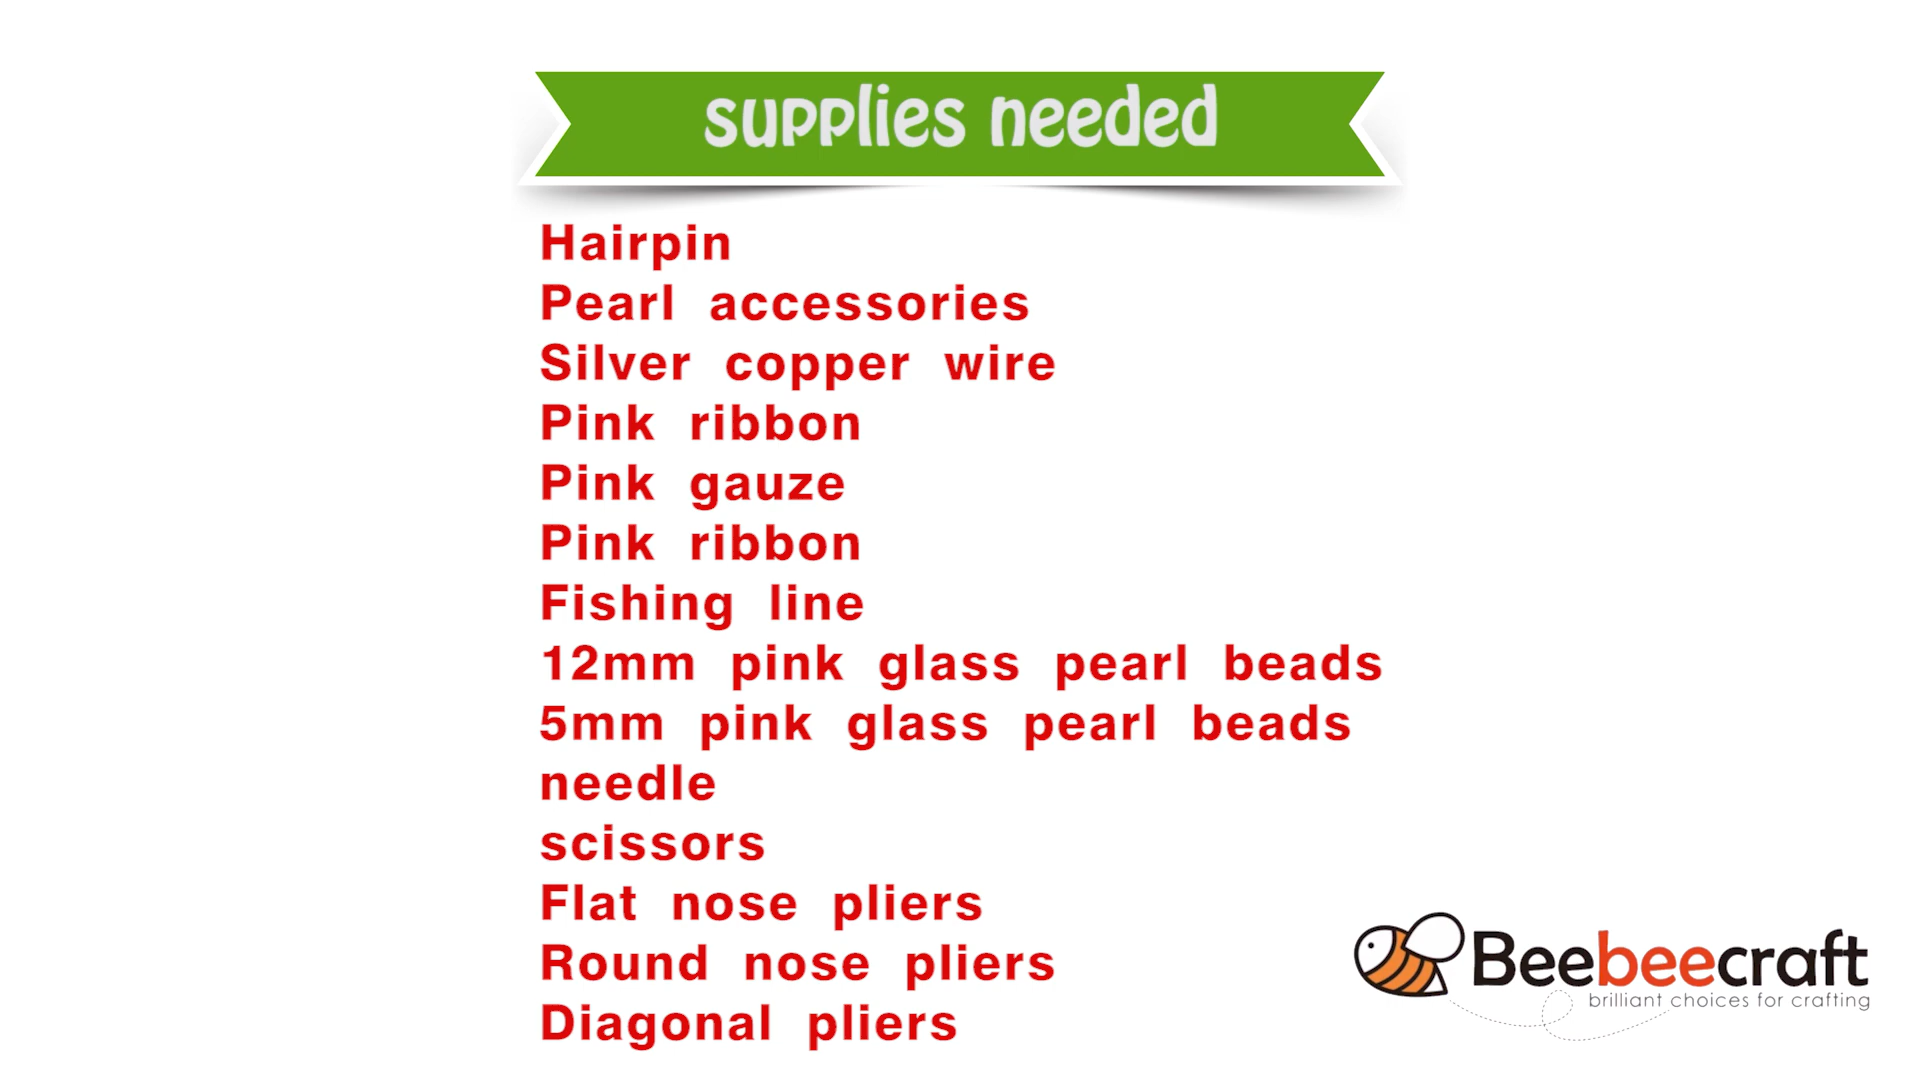 supplies needed
Hairpin
Pearl accessories
Silver copper wire
Pink ribbon
Pink gauze
Pink ribbon
Fishing line
12mm pink glass pearl beads
5mm pink glass pearl beads
needle
scissors
Flat nose pliers
Round nose pliers
Diagonal pliers
Beebeecraft
brilliant choices for crafting